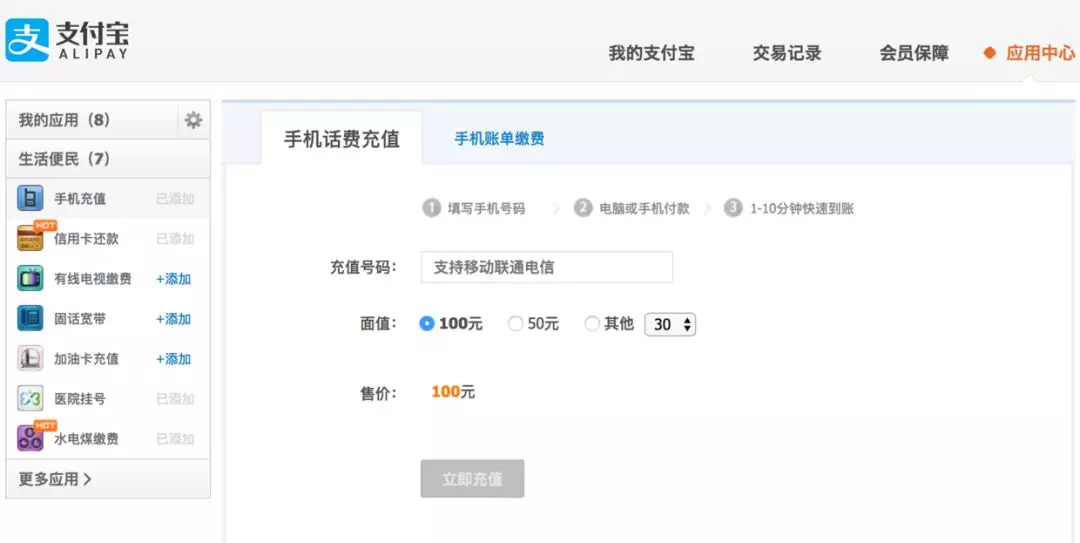 支 支付宝
ALIPAY
我的支付宝 交易记录 会员保障 应用中心
我的应用（8）
生活便民（7）
手机充值 已添加
HOT
信用卡还款 已添加
有线电视缴费 +添加
固话宽带 +添加
加油卡充值 +添加
医院挂号 已添加
HOT
水电煤缴费 已添加
更多应用 >
手机话费充值 手机账单缴费
1 填写手机号码 > 2 电脑或手机付款 > 3 1-10分钟快速到账
充值号码： 支持移动联通电信
面值： 100元 50元 其他 30
售价： 100元
立即充值